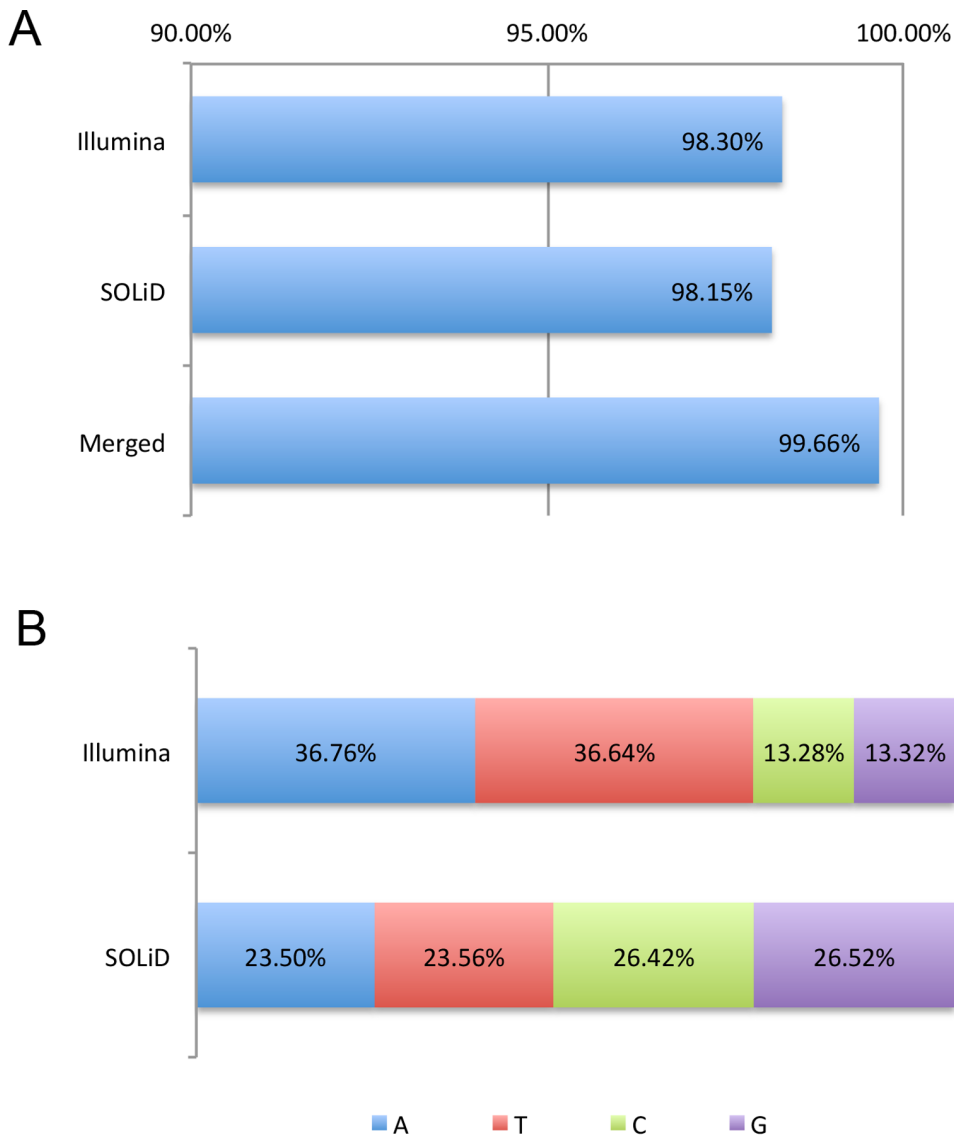 A
90.00% 95.00% 100.00%
Illumina 98.30%
SOLiD 98.15%
Merged 99.66%
B
Illumina 36.76% 36.64% 13.28% 13.32%
SOLiD 23.50% 23.56% 26.42% 26.52%
A T C G